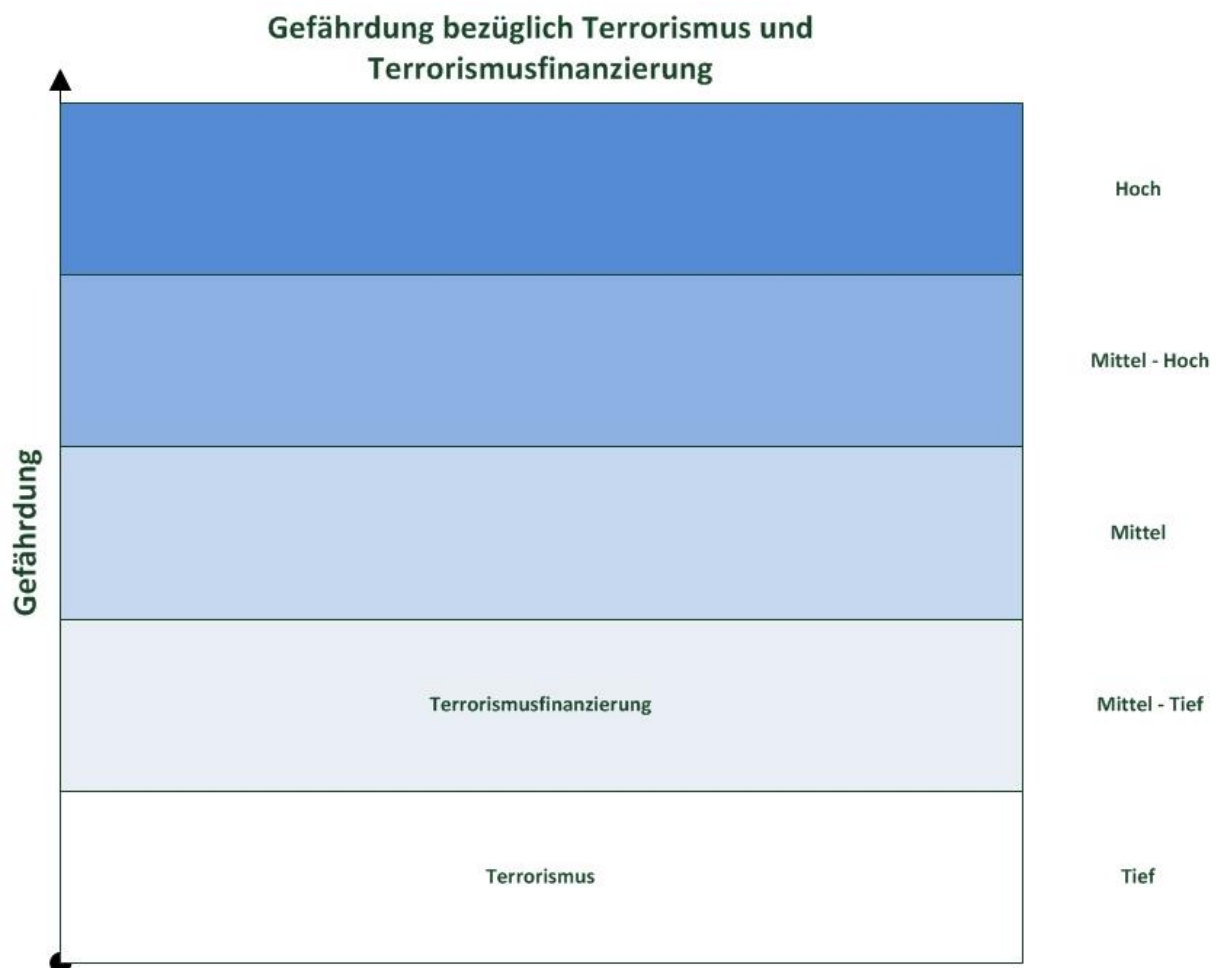 Gefährdung bezüglich Terrorismus und
Terrorismusfinanzierung
Gefährdung
Hoch
Mittel - Hoch
Mittel
Terrorismusfinanzierung
Mittel - Tief
Terrorismus
Tief